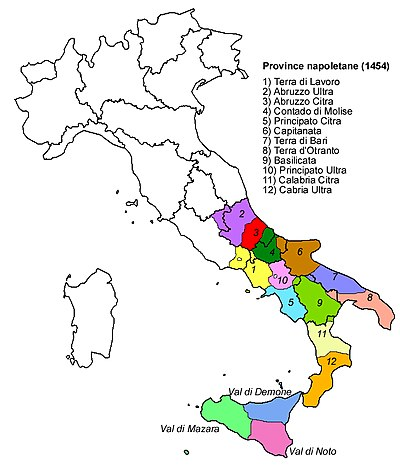 Province napoletane (1454)
1) Terra di Lavoro
2) Abruzzo Ultra
3) Abruzzo Citra
4) Contado di Molise
5) Principato Citra
6) Capitanata
7) Terra di Bari
8) Terra d'Otranto
9) Basilicata
10) Principato Ultra
11) Calabria Citra
12) Cabria Ultra
2
3
4
6
1
10
7
5
9
8
11
12
Val di Demone
Val di Mazara
Val di Noto